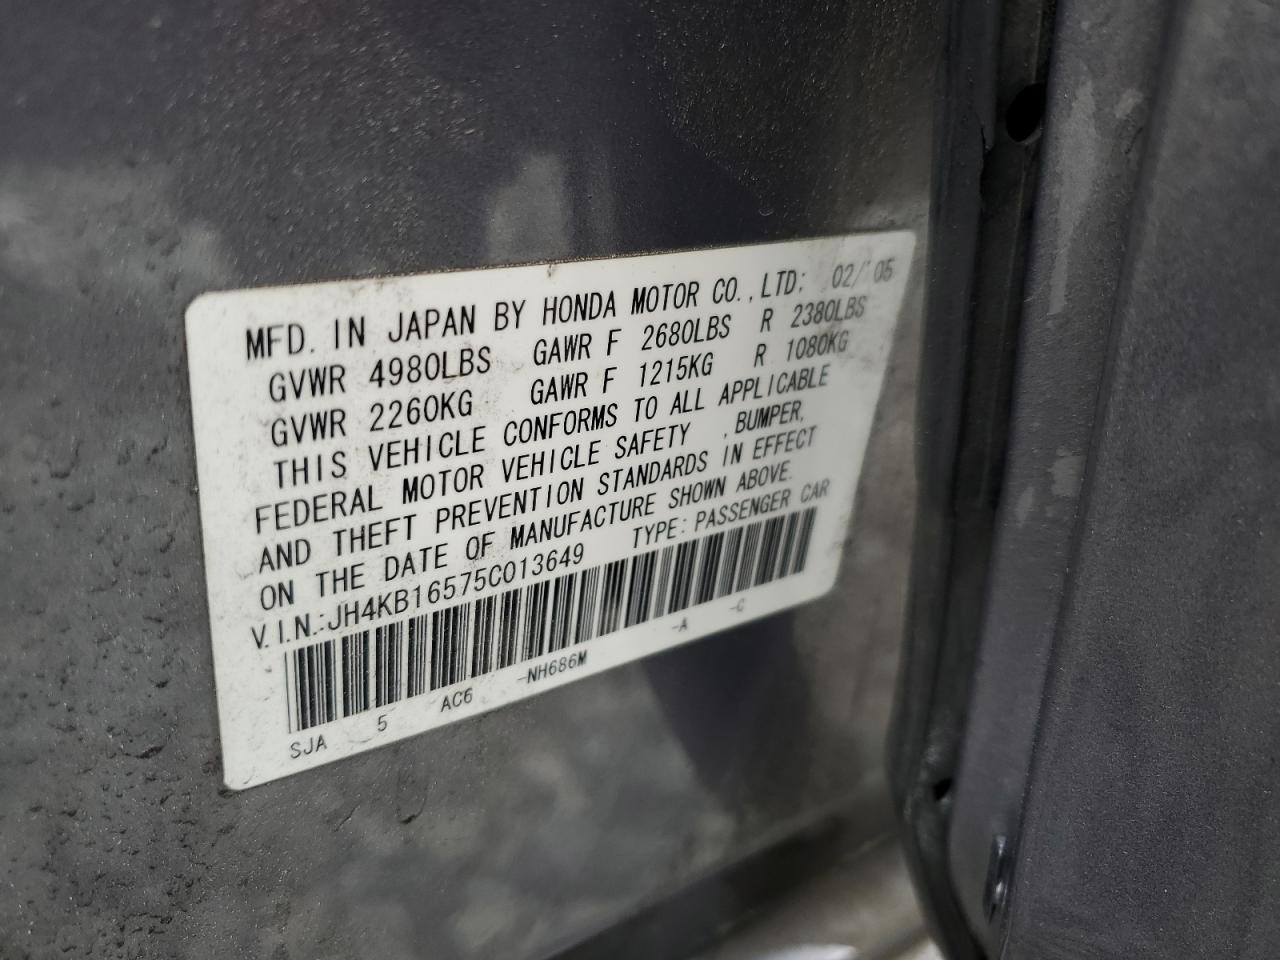 MFD. IN JAPAN BY HONDA MOTOR CO., LTD: 02/'05
GVWR 4980LBS GAWR F 2680LBS R 2380LBS
GVWR 2260KG GAWR F 1215KG R 1080KG
THIS VEHICLE CONFORMS TO ALL APPLICABLE
FEDERAL MOTOR VEHICLE SAFETY , BUMPER,
AND THEFT PREVENTION STANDARDS IN EFFECT
ON THE DATE OF MANUFACTURE SHOWN ABOVE.
V.I.N.:JH4KB16575C013649 TYPE: PASSENGER CAR
SJA 5 AC6 -NH686M -A -C